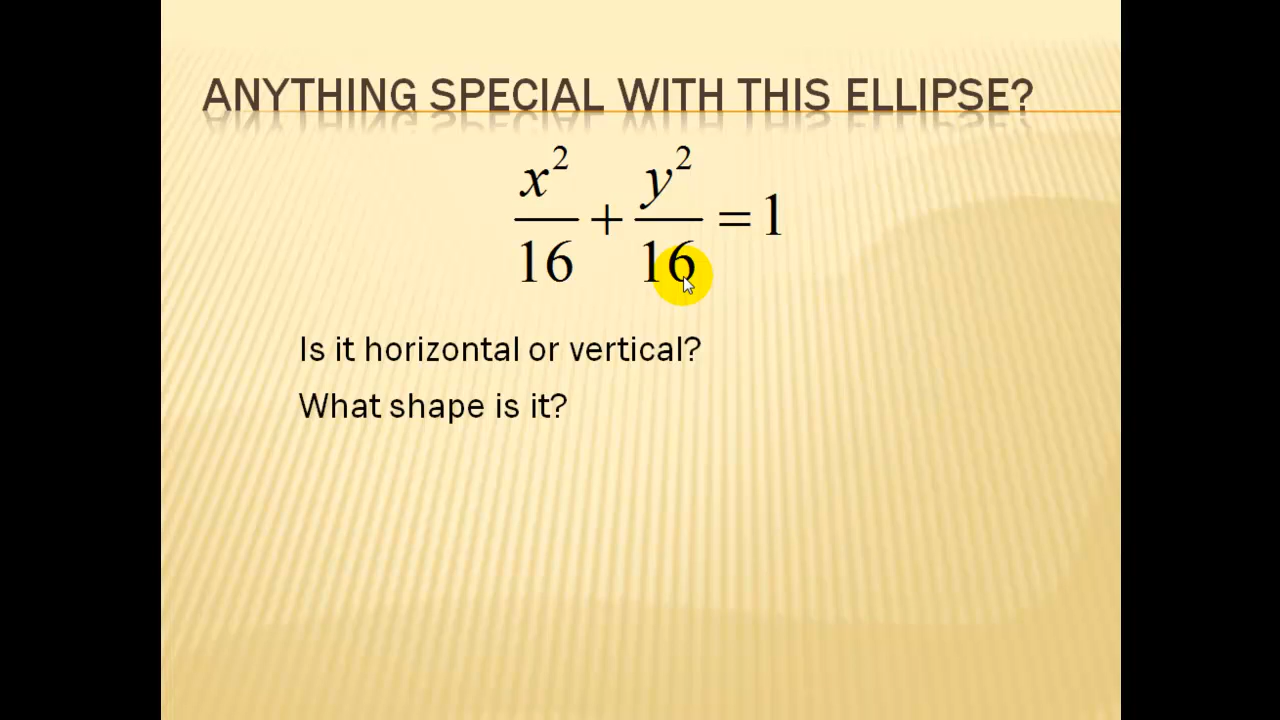 ANYTHING SPECIAL WITH THIS ELLIPSE?
x²/16 + y²/16 = 1
Is it horizontal or vertical?
What shape is it?